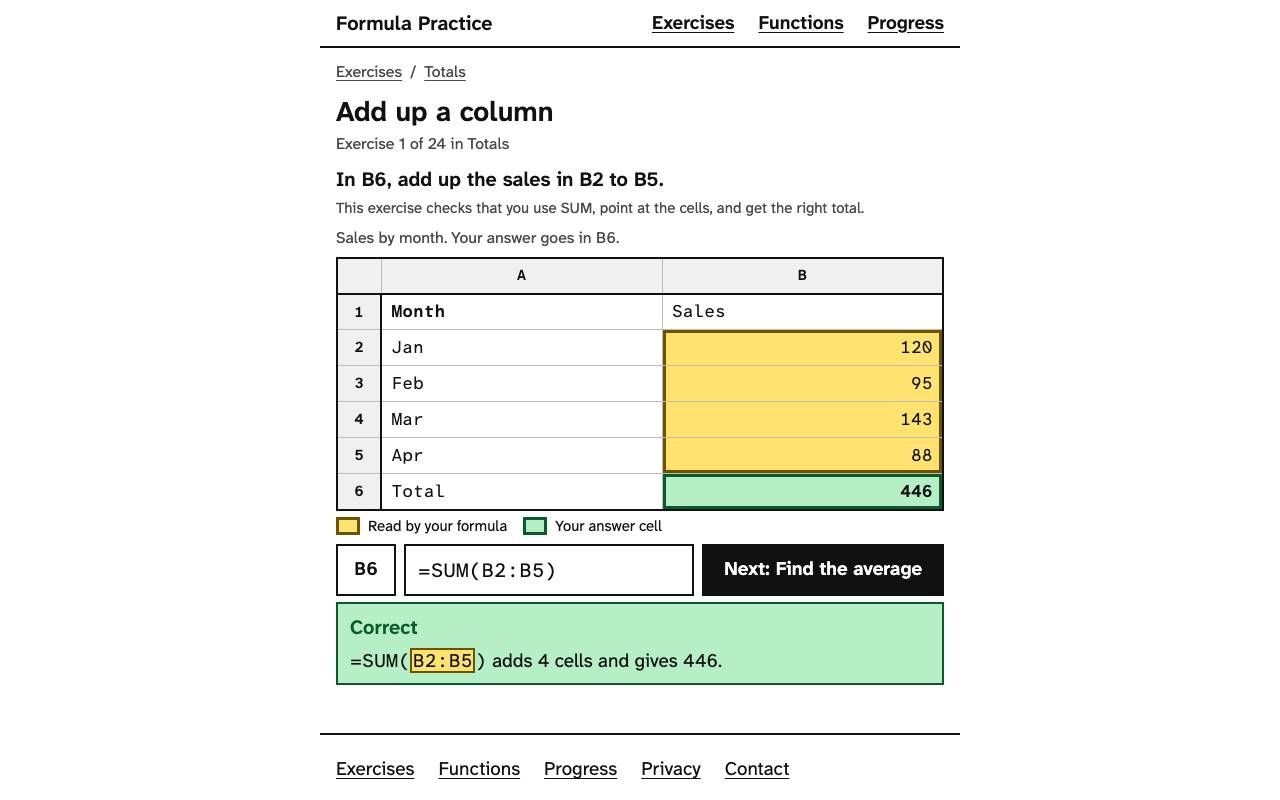 Formula Practice Exercises Functions Progress
Exercises / Totals
Add up a column
Exercise 1 of 24 in Totals
In B6, add up the sales in B2 to B5.
This exercise checks that you use SUM, point at the cells, and get the right total.
Sales by month. Your answer goes in B6.
A B
1 Month Sales
2 Jan 120
3 Feb 95
4 Mar 143
5 Apr 88
6 Total 446
Read by your formula Your answer cell
B6 =SUM(B2:B5) Next: Find the average
Correct
=SUM(B2:B5) adds 4 cells and gives 446.
Exercises Functions Progress Privacy Contact